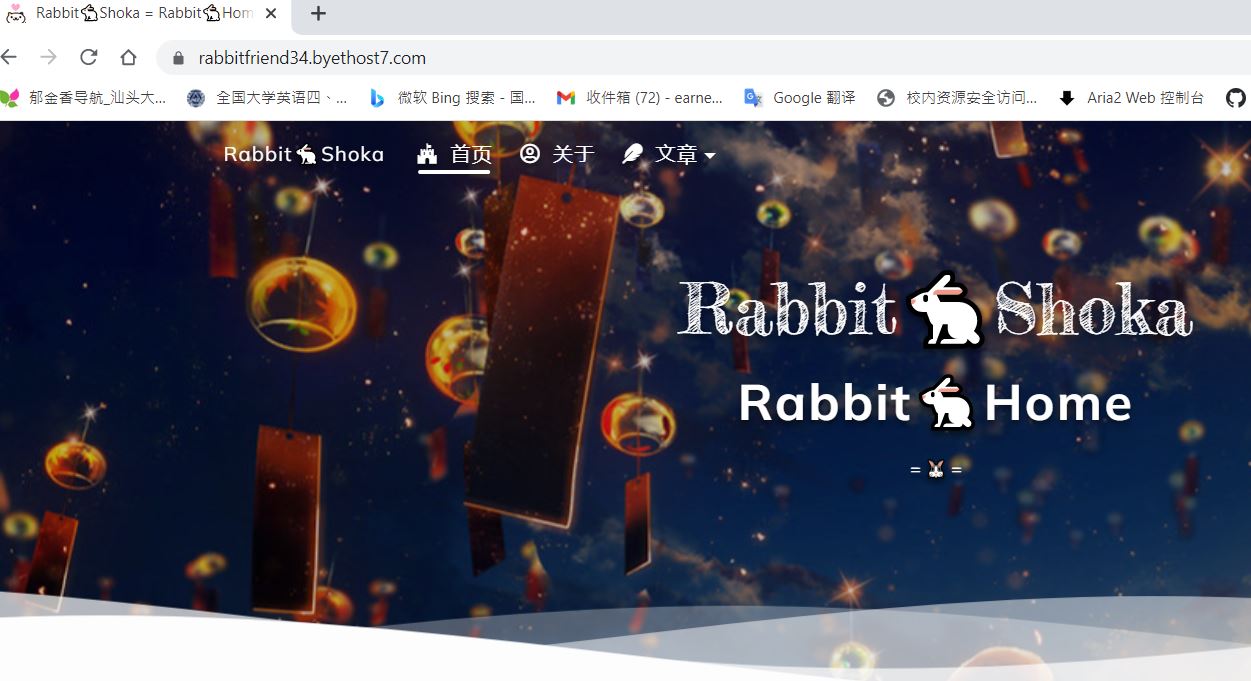 Rabbit🐇Shoka = Rabbit🐇Hom
rabbitfriend34.byethost7.com
郁金香导航_汕头大... 全国大学英语四、... 微软 Bing 搜索 - 国... 收件箱 (72) - earne... Google 翻译 校内资源安全访问... Aria2 Web 控制台
Rabbit🐇Shoka 首页 关于 文章
Rabbit🐇Shoka
Rabbit🐇Home
= 🐰 =